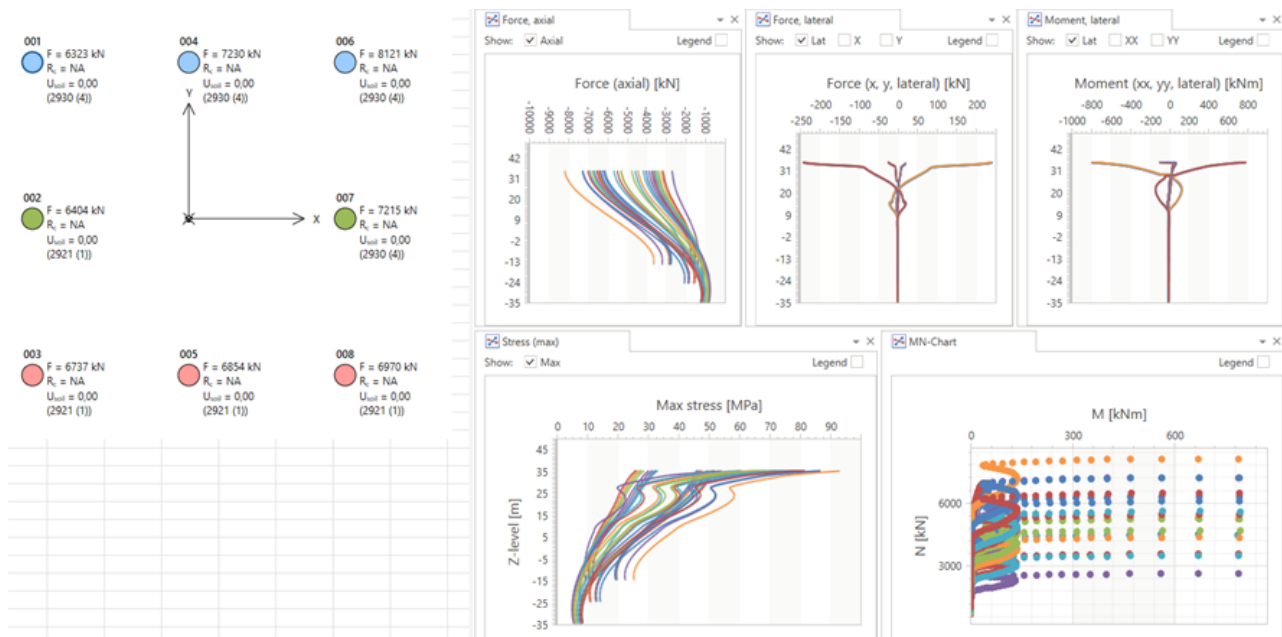 001
F = 6323 kN
Rc = NA
Usoil = 0,00
(2930 (4))
004
F = 7230 kN
Rc = NA
Usoil = 0,00
(2930 (4))
006
F = 8121 kN
Rc = NA
Usoil = 0,00
(2930 (4))
Y
X
002
F = 6404 kN
Rc = NA
Usoil = 0,00
(2921 (1))
007
F = 7215 kN
Rc = NA
Usoil = 0,00
(2930 (4))
003
F = 6737 kN
Rc = NA
Usoil = 0,00
(2921 (1))
005
F = 6854 kN
Rc = NA
Usoil = 0,00
(2921 (1))
008
F = 6970 kN
Rc = NA
Usoil = 0,00
(2921 (1))
Force, axial
Show: Axial Legend
Force (axial) [kN]
-10000 -9000 -8000 -7000 -6000 -5000 -4000 -3000 -2000 -1000
42
31
20
9
-2
-13
-24
-35
Force, lateral
Show: Lat X Y Legend
Force (x, y, lateral) [kN]
-200 -100 0 100 200
-250 -150 -50 50 150
42
31
20
9
-2
-13
-24
-35
Moment, lateral
Show: Lat XX YY Legend
Moment (xx, yy, lateral) [kNm]
-800 -400 0 400 800
-1000 -600 -200 200 600
42
31
20
9
-2
-13
-24
-35
Stress (max)
Show: Max Legend
Max stress [MPa]
0 10 20 30 40 50 60 70 80 90
Z-level [m]
45
35
25
15
5
-5
-15
-25
-35
MN-Chart
Legend
M [kNm]
0 300 600
N [kN]
6000
3000